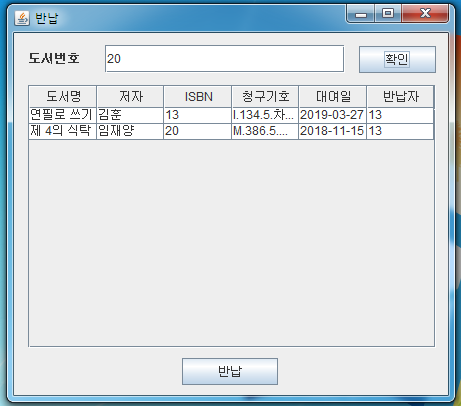 반납
도서번호 20 확인
도서명 저자 ISBN 청구기호 대여일 반납자
연필로 쓰기 김훈 13 I.134.5.차... 2019-03-27 13
제 4의 식탁 임재양 20 M.386.5.... 2018-11-15 13
반납